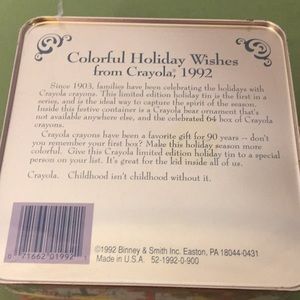 Colorful Holiday Wishes
from Crayola, 1992
Since 1903, families have been celebrating the holidays with
Crayola crayons. This limited edition holiday tin is the first in a
series, and is the ideal way to capture the spirit of the season.
Inside this festive container is a Crayola bear ornament that's
not available anywhere else, and the celebrated 64 box of Crayola
crayons.
Crayola crayons have been a favorite gift for 90 years -- don't
you remember your first box? Make this holiday season more
colorful. Give this Crayola limited edition holiday tin to a special
person on your list. It's great for the kid inside all of us.
Crayola. Childhood isn't childhood without it.
0 71662 01992 1
©1992 Binney & Smith Inc. Easton, PA 18044-0431
Made in U.S.A. 52-1992-0-900